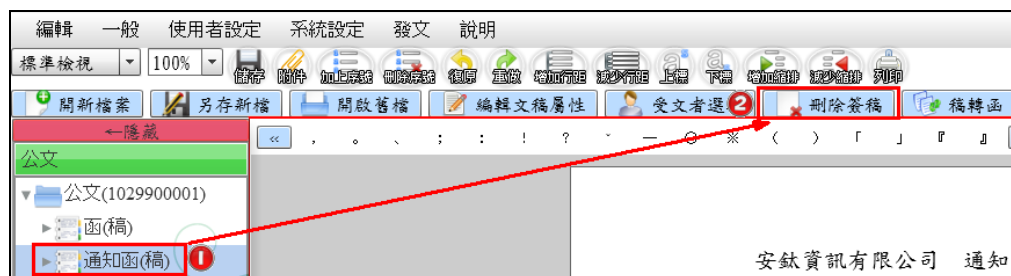 編輯 一般 使用者設定 系統設定 發文 說明
標準檢視 100% 儲存 附件 加上序號 刪除序號 復原 重做 增加行距 減少行距 上標 下標 增加縮排 減少縮排 列印
開新檔案 另存新檔 開啟舊檔 編輯文稿屬性 受文者選 2 刪除簽稿 稿轉函
←隱藏
« , 。 、 ; : ! ? ˇ — ◎ ※ ( ) 「 」 『 』
公文
公文(1029900001)
函(稿)
通知函(稿) 1
安鈦資訊有限公司 通知